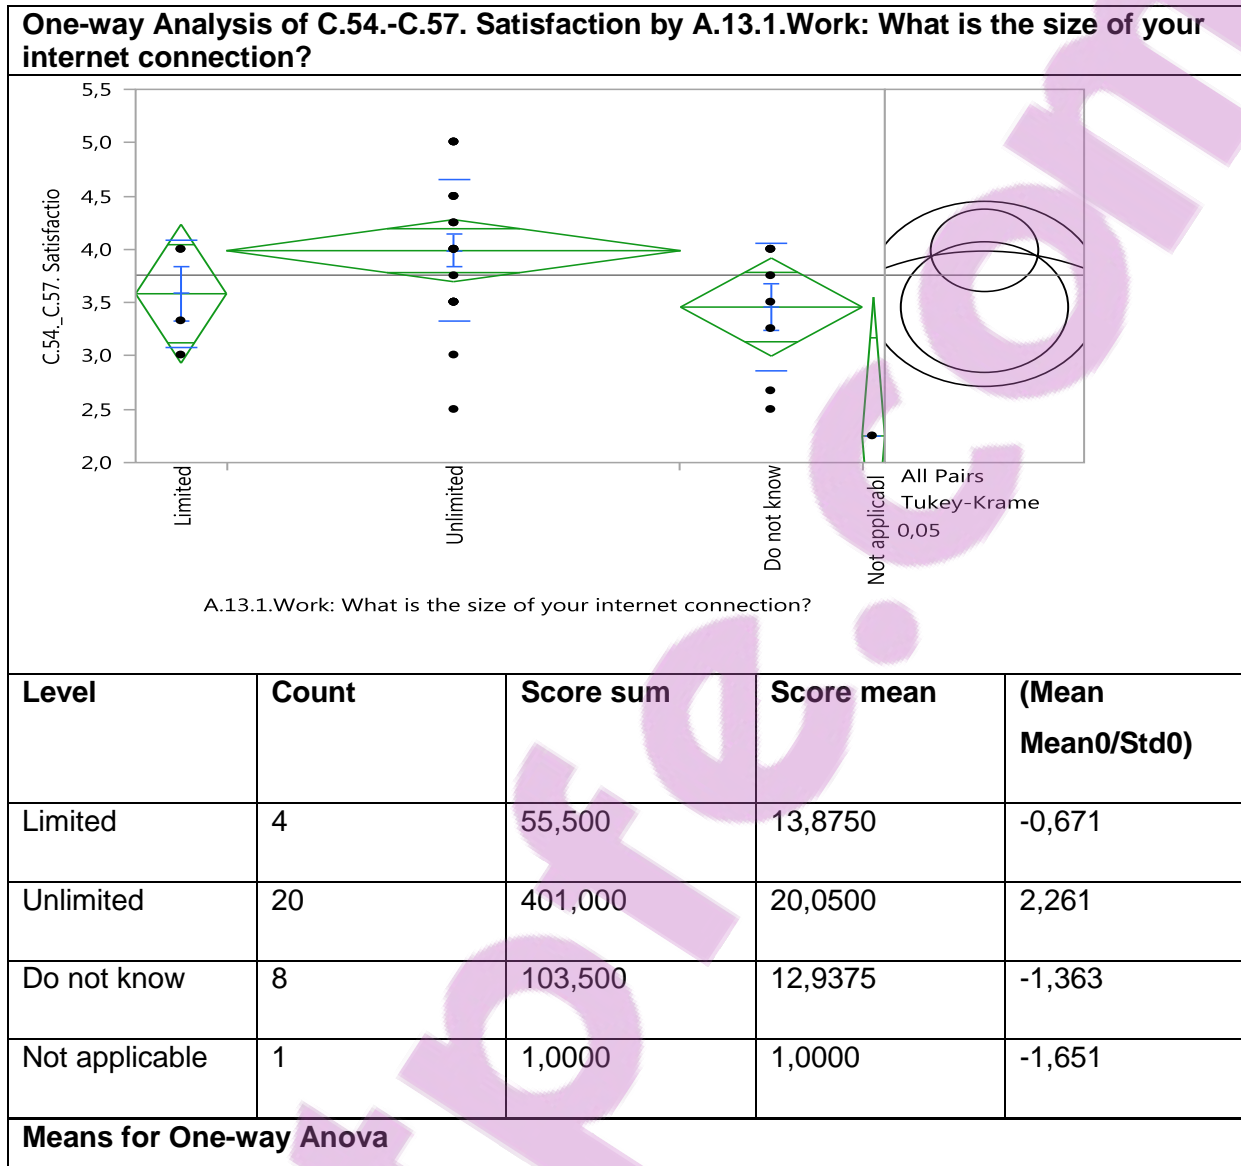 One-way Analysis of C.54.-C.57. Satisfaction by A.13.1.Work: What is the size of your
internet connection?
5,5
5,0
4,5
4,0
3,5
3,0
2,5
2,0
C.54._C.57. Satisfactio
Limited
Unlimited
Do not know
Not applicabl
All Pairs
Tukey-Krame
0,05
A.13.1.Work: What is the size of your internet connection?
Level Count Score sum Score mean (Mean
Mean0/Std0)
Limited 4 55,500 13,8750 -0,671
Unlimited 20 401,000 20,0500 2,261
Do not know 8 103,500 12,9375 -1,363
Not applicable 1 1,0000 1,0000 -1,651
Means for One-way Anova
tpfe.com